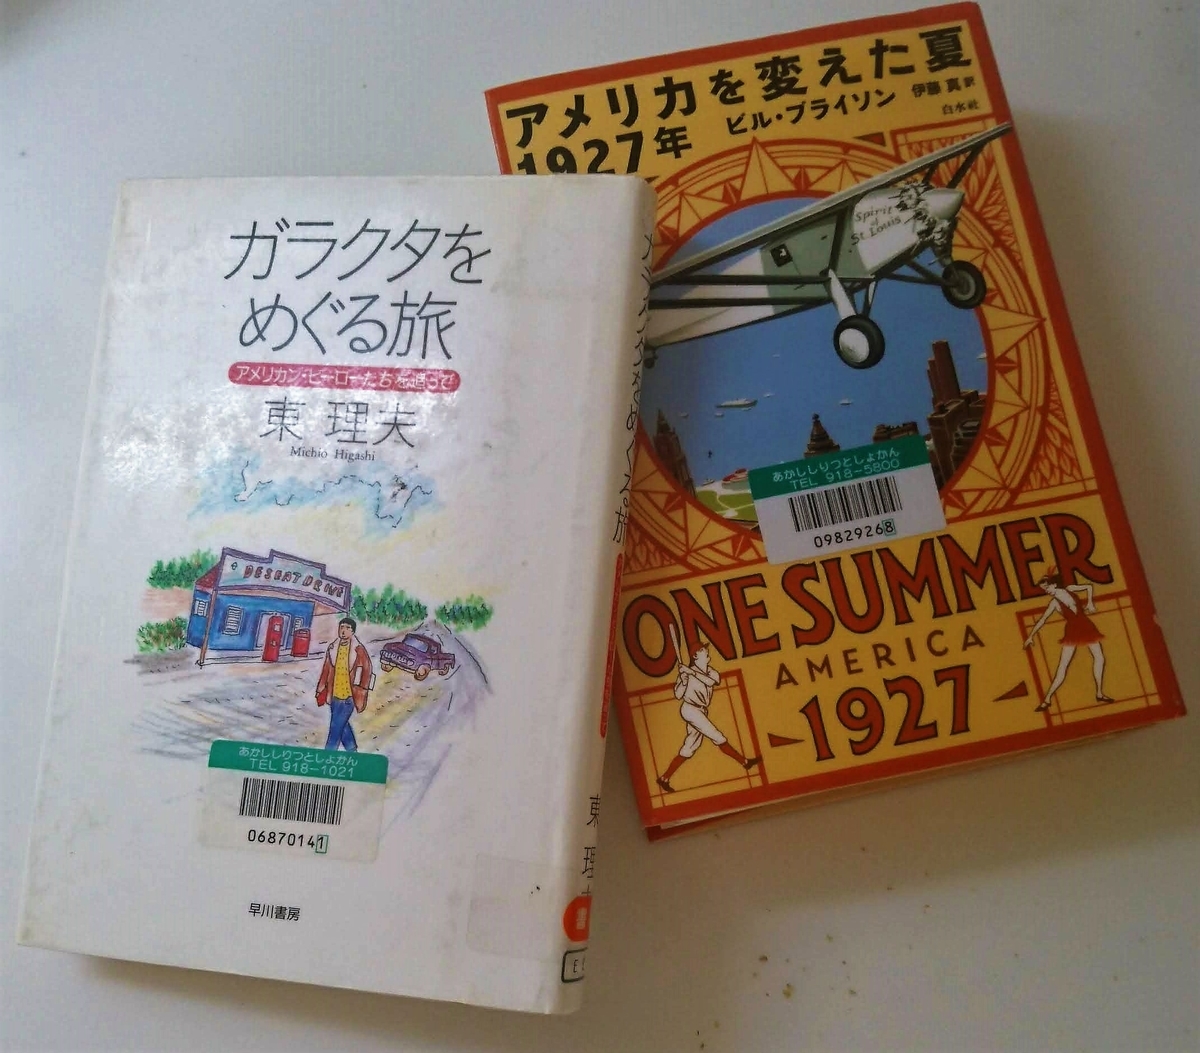 ガラクタを
めぐる旅
アメリカン・ヒーローたちを追って
東 理夫
Michio Higashi
DESERT DRIVE
あかししりつとしょかん
TEL 918-1021
06870141
早川書房
東 理
アメリカを変えた夏
1927年
ビル・ブライソン
伊藤 真 訳
白水社
Spirit
of
St. Louis
あかししりつとしょかん
TEL 918-5800
098292688
ONE SUMMER
AMERICA
1927